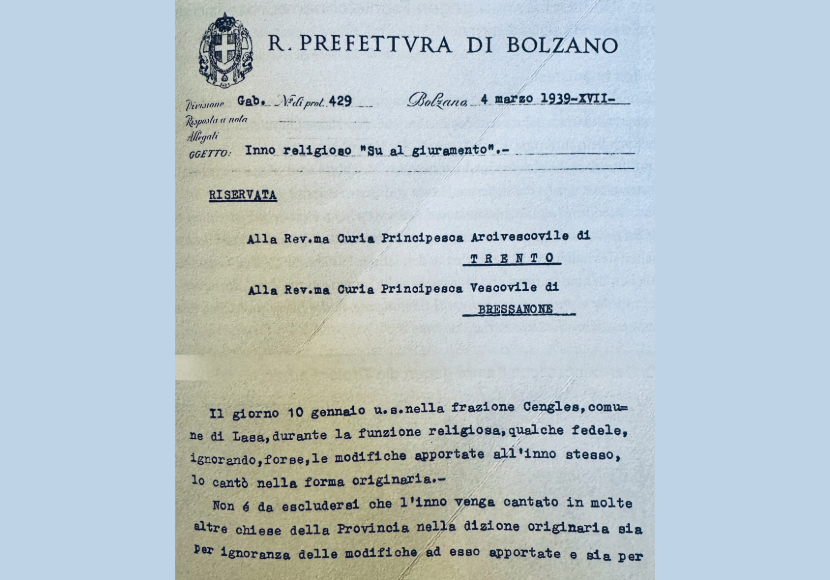 R. PREFETTVRA DI BOLZANO
Divisione Gab. N.º di prot. 429 Bolzano 4 marzo 1939-XVII-
Risposta a nota
Allegati
OGGETTO: Inno religioso "Su al giuramento".-
RISERVATA
Alla Rev.ma Curia Principesca Arcivescovile di
TRENTO
Alla Rev.ma Curia Principesca Vescovile di
BRESSANONE
Il giorno 10 gennaio u.s.nella frazione Cengles,comu=
ne di Lasa,durante la funzione religiosa,qualche fedele,
ignorando,forse,le modifiche apportate all'inno stesso,
lo cantò nella forma originaria.-
Non é da escludersi che l'inno venga cantato in molte
altre chiese della Provincia nella dizione originaria sia
per ignoranza delle modifiche ad esso apportate e sia per